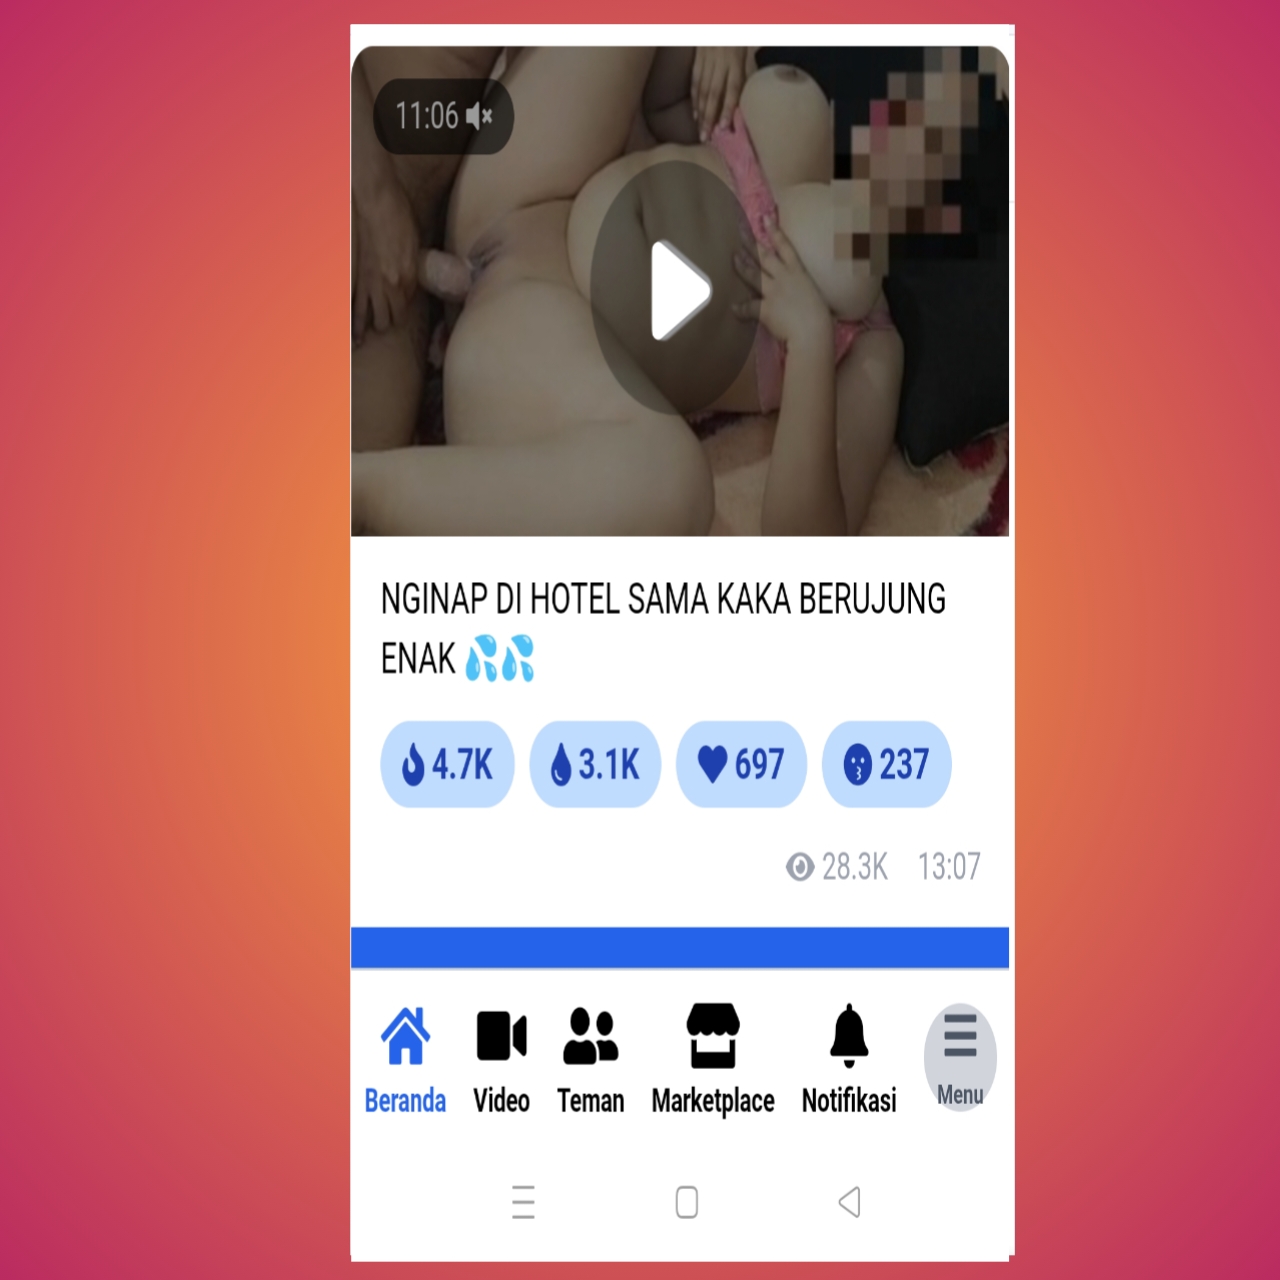 11:06
NGINAP DI HOTEL SAMA KAKA BERUJUNG
ENAK 💦💦
4.7K 3.1K 697 237
28.3K 13:07
Beranda Video Teman Marketplace Notifikasi Menu